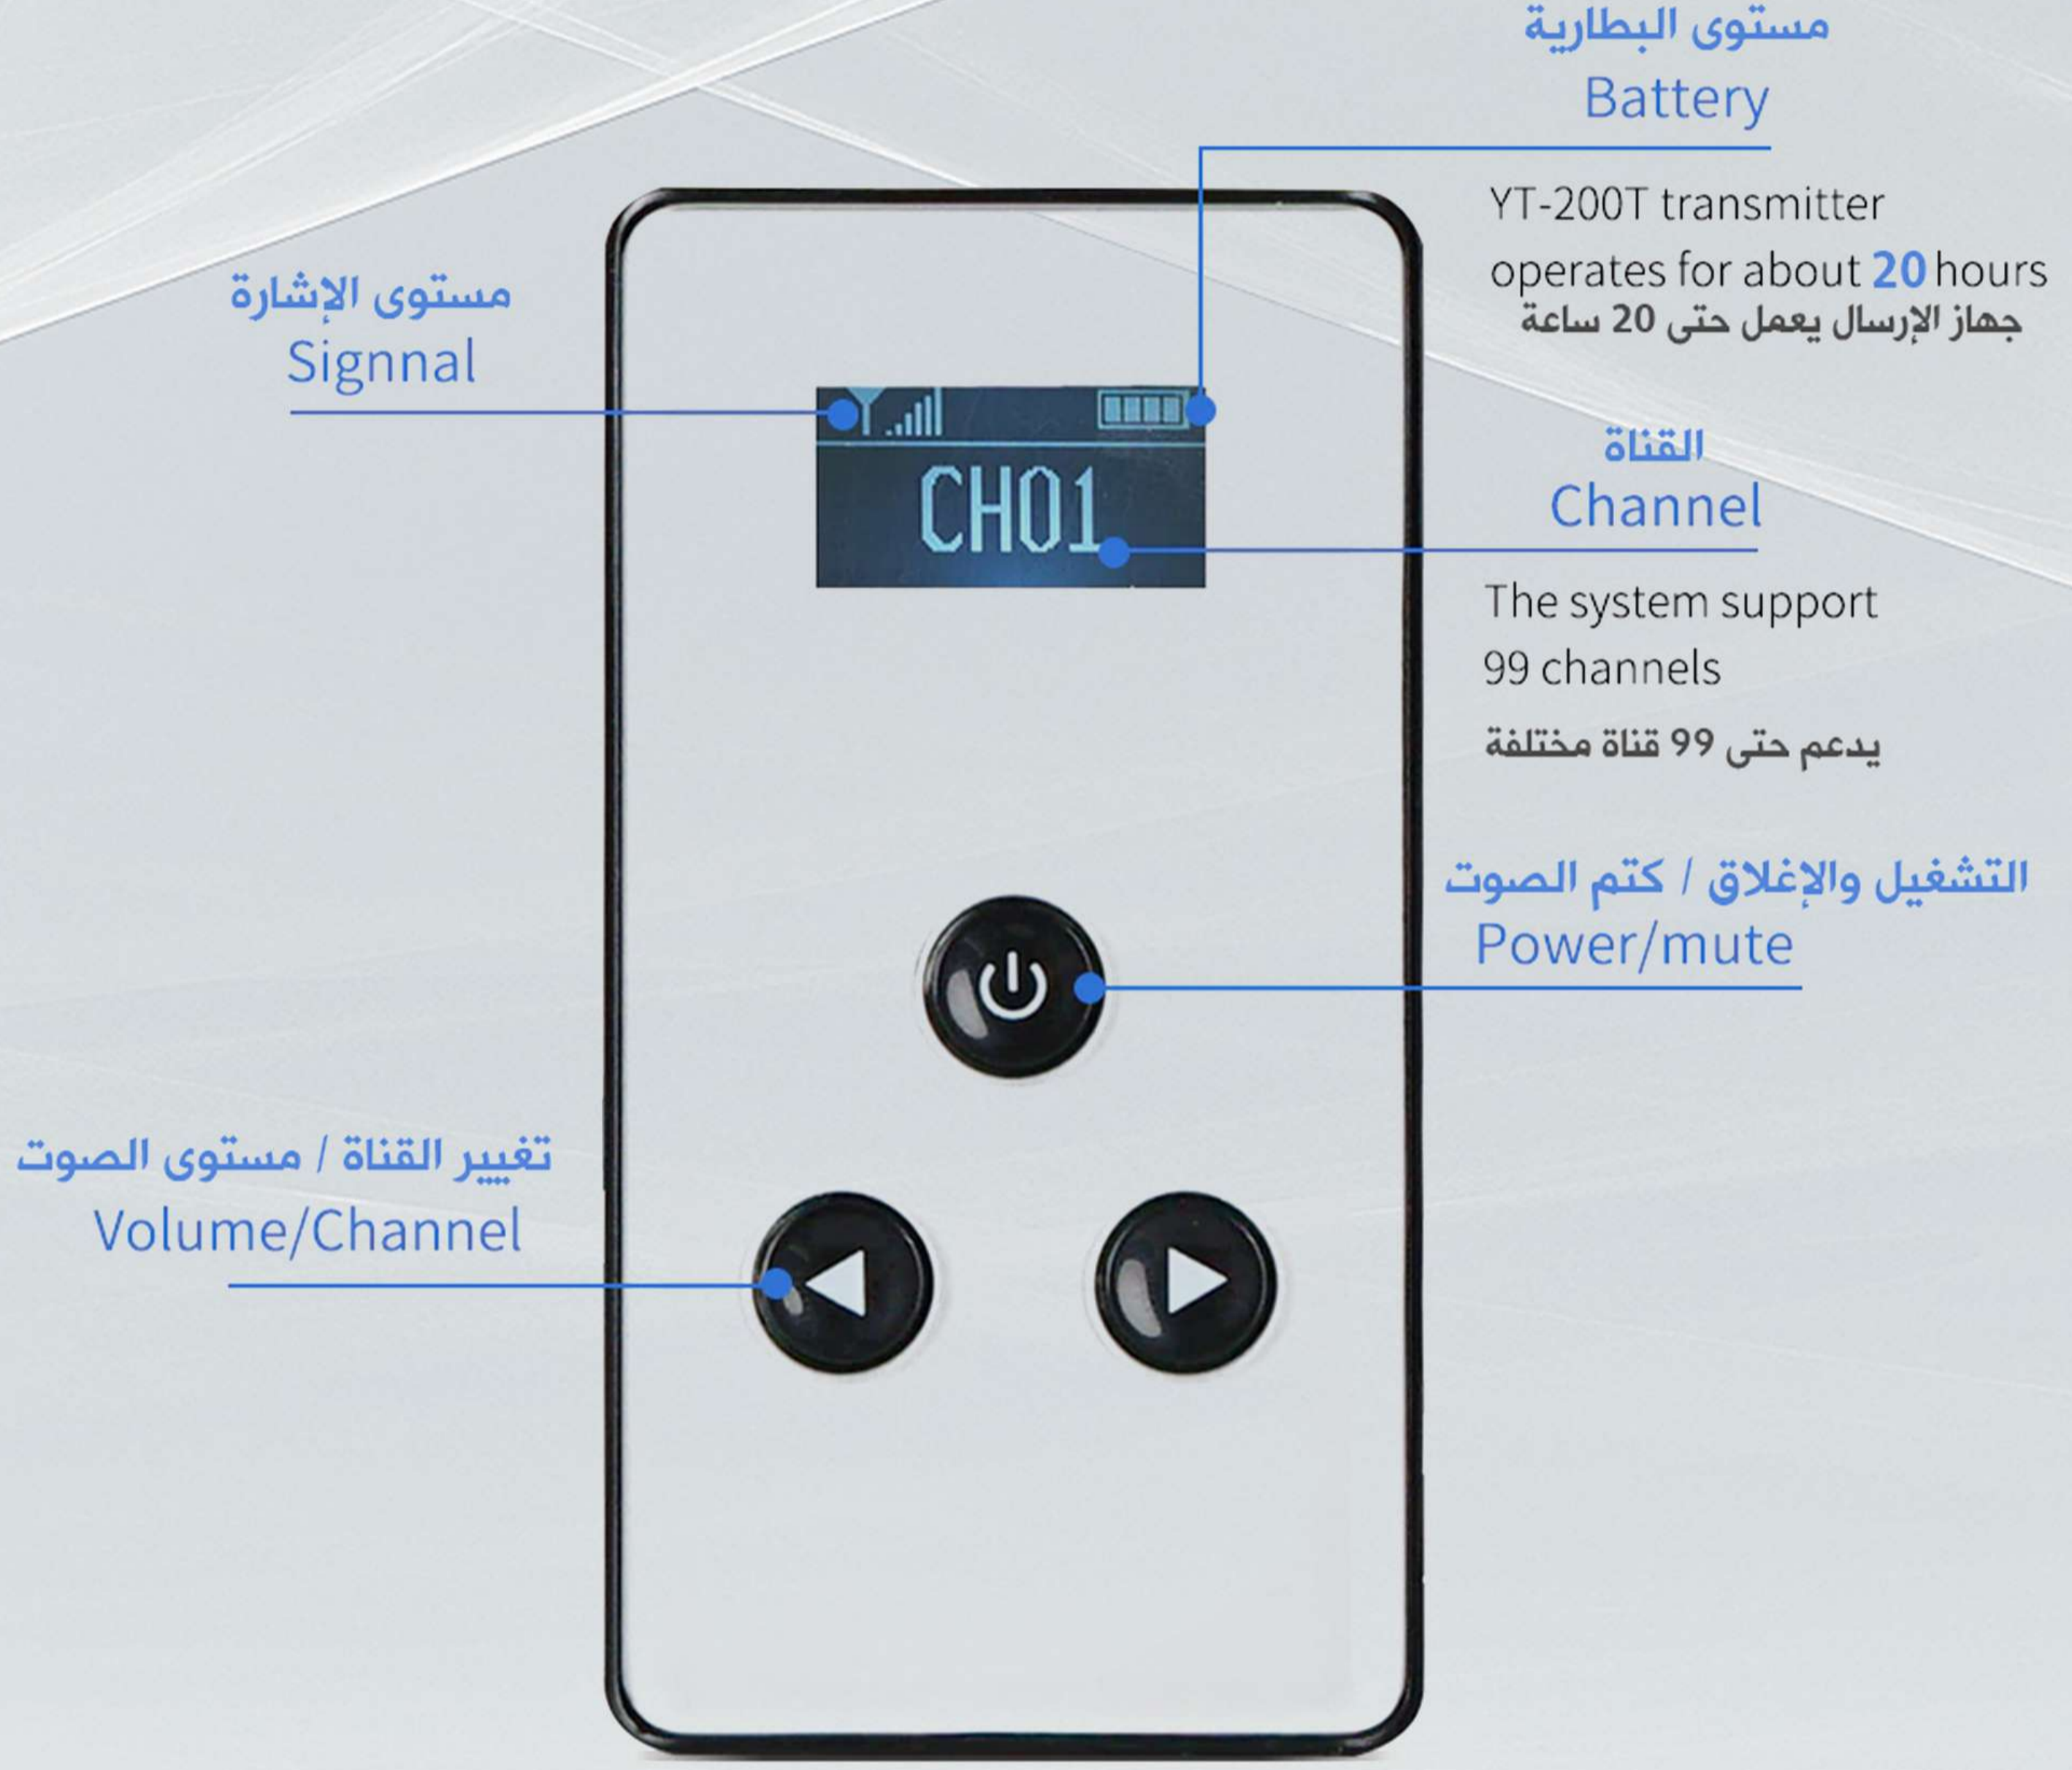 مستوى البطارية
Battery
YT-200T transmitter
operates for about 20 hours
جهاز الإرسال يعمل حتى 20 ساعة
مستوى الإشارة
Signnal
القناة
Channel
CH01
The system support
99 channels
يدعم حتى 99 قناة مختلفة
التشغيل والإغلاق / كتم الصوت
Power/mute
تغيير القناة / مستوى الصوت
Volume/Channel